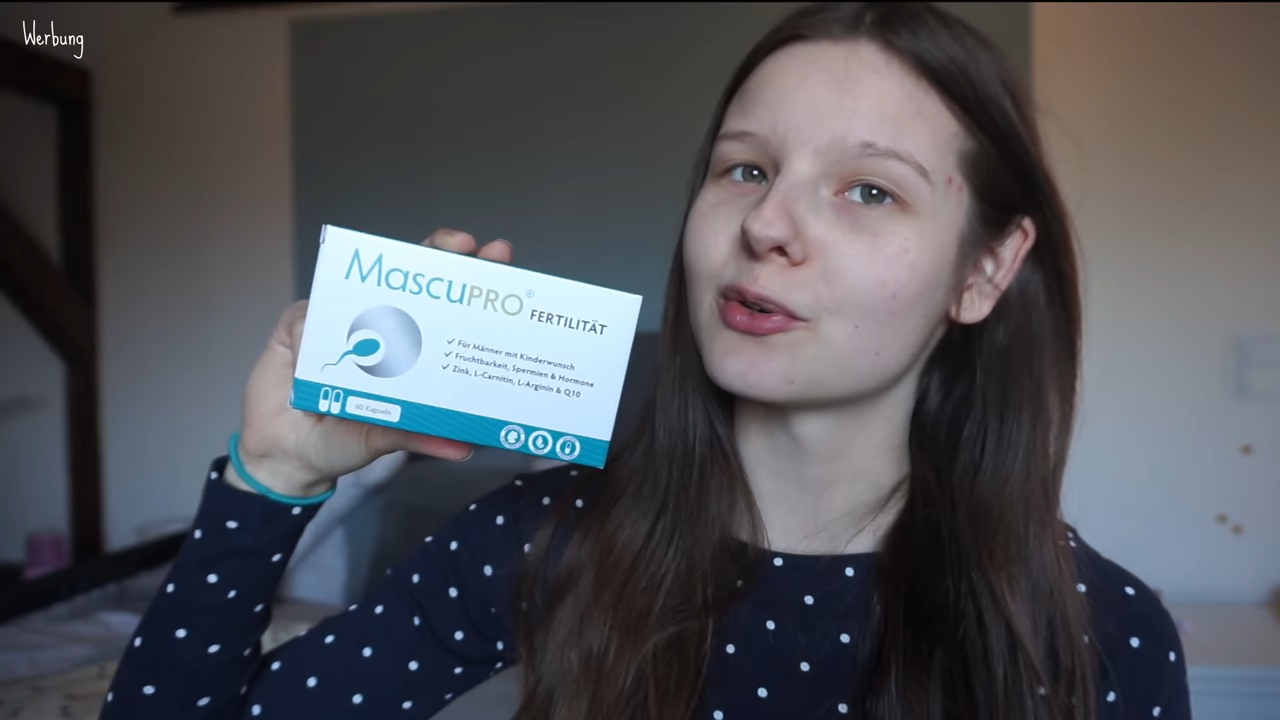 Werbung
MascuPRO® FERTILITÄT
✓ Für Männer mit Kinderwunsch
✓ Fruchtbarkeit, Spermien & Hormone
✓ Zink, L-Carnitin, L-Arginin & Q10
60 Kapseln